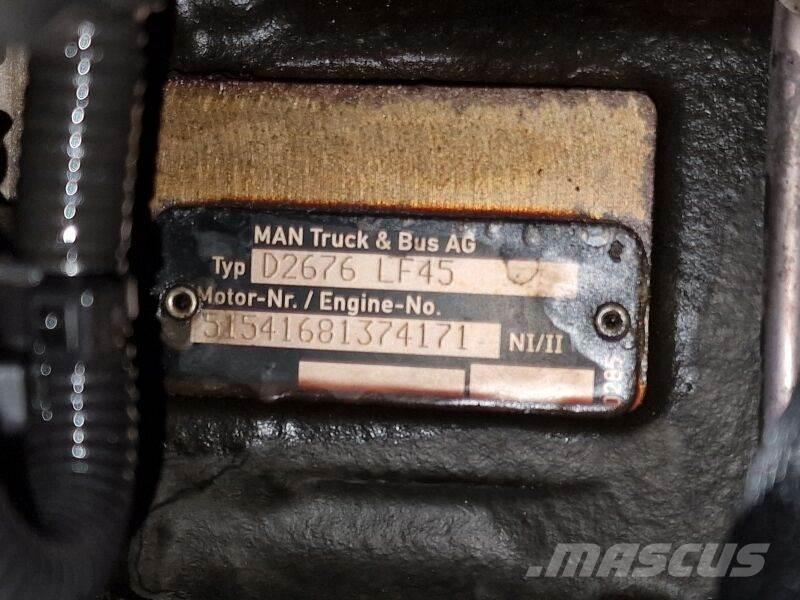 MAN Truck & Bus AG
Typ D2676 LF45
Motor-Nr. / Engine-No.
51541681374171 NI/II
MASCUS